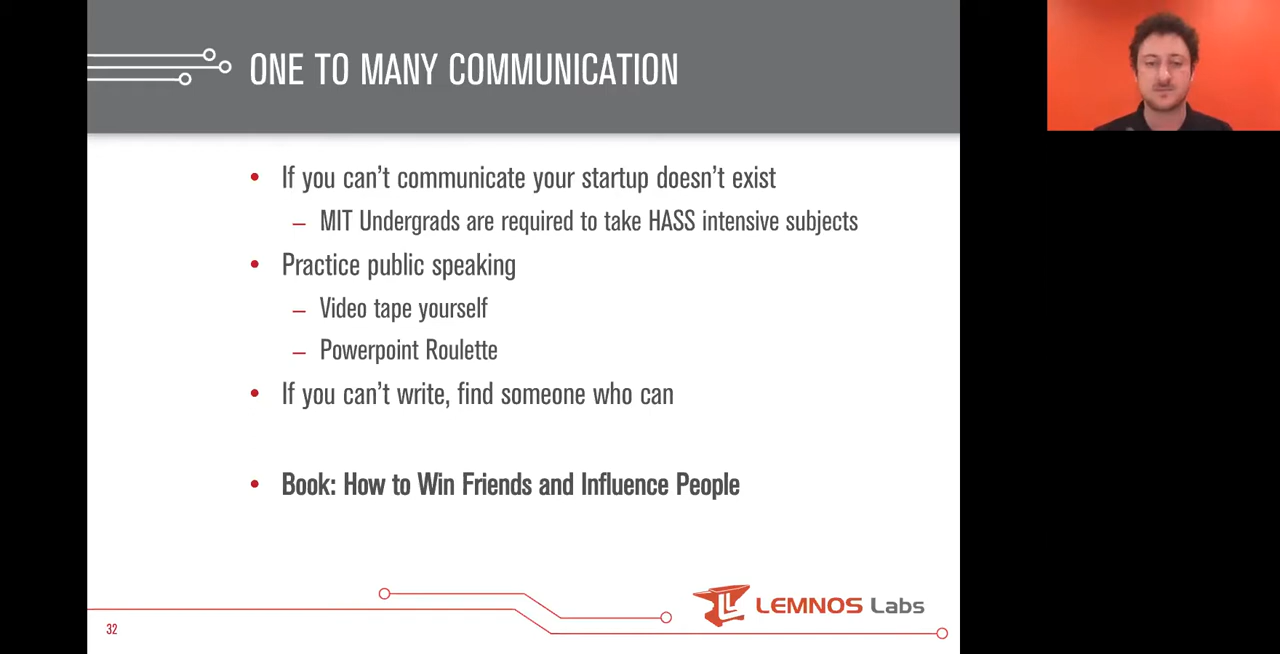 ONE TO MANY COMMUNICATION
• If you can't communicate your startup doesn't exist
– MIT Undergrads are required to take HASS intensive subjects
• Practice public speaking
– Video tape yourself
– Powerpoint Roulette
• If you can't write, find someone who can
• Book: How to Win Friends and Influence People
LEMNOS Labs
32